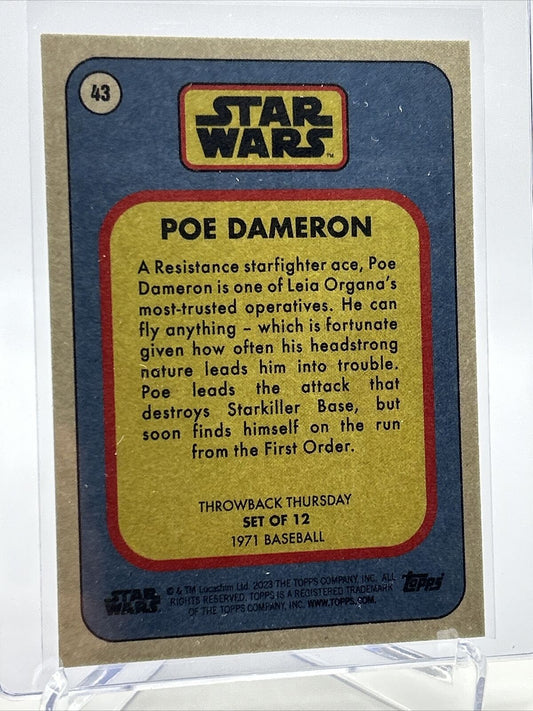 43
STAR
WARS™
POE DAMERON
A Resistance starfighter ace, Poe
Dameron is one of Leia Organa's
most-trusted operatives. He can
fly anything – which is fortunate
given how often his headstrong
nature leads him into trouble.
Poe leads the attack that
destroys Starkiller Base, but
soon finds himself on the run
from the First Order.
THROWBACK THURSDAY
SET OF 12
1971 BASEBALL
STAR
WARS
© & TM Lucasfilm Ltd. 2023 THE TOPPS COMPANY, INC. ALL
RIGHTS RESERVED. TOPPS IS A REGISTERED TRADEMARK
OF THE TOPPS COMPANY, INC. WWW.TOPPS.COM.
Topps